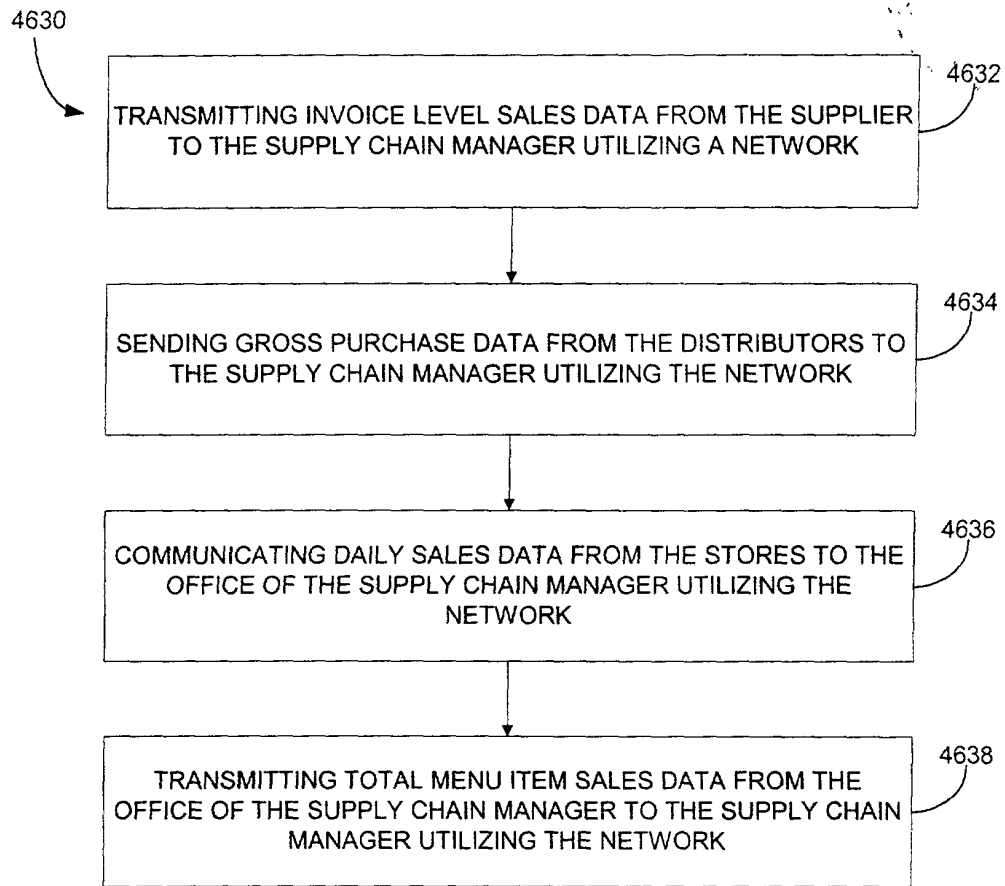 4630
4632
TRANSMITTING INVOICE LEVEL SALES DATA FROM THE SUPPLIER
TO THE SUPPLY CHAIN MANAGER UTILIZING A NETWORK
4634
SENDING GROSS PURCHASE DATA FROM THE DISTRIBUTORS TO
THE SUPPLY CHAIN MANAGER UTILIZING THE NETWORK
4636
COMMUNICATING DAILY SALES DATA FROM THE STORES TO THE
OFFICE OF THE SUPPLY CHAIN MANAGER UTILIZING THE
NETWORK
4638
TRANSMITTING TOTAL MENU ITEM SALES DATA FROM THE
OFFICE OF THE SUPPLY CHAIN MANAGER TO THE SUPPLY CHAIN
MANAGER UTILIZING THE NETWORK